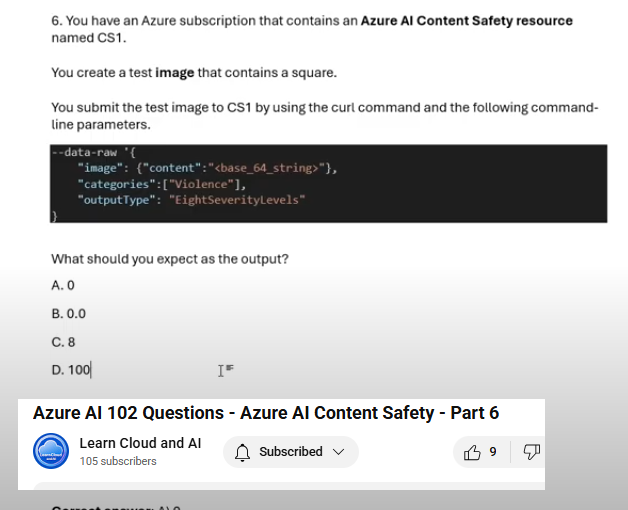 6. You have an Azure subscription that contains an Azure AI Content Safety resource
named CS1.
You create a test image that contains a square.
You submit the test image to CS1 by using the curl command and the following command-
line parameters.
--data-raw '{
"image": {"content":"<base_64_string>"},
"categories":["Violence"],
"outputType": "EightSeverityLevels"
}
What should you expect as the output?
A. 0
B. 0.0
C. 8
D. 100
Azure AI 102 Questions - Azure AI Content Safety - Part 6
Learn Cloud and AI
105 subscribers
Subscribed
9